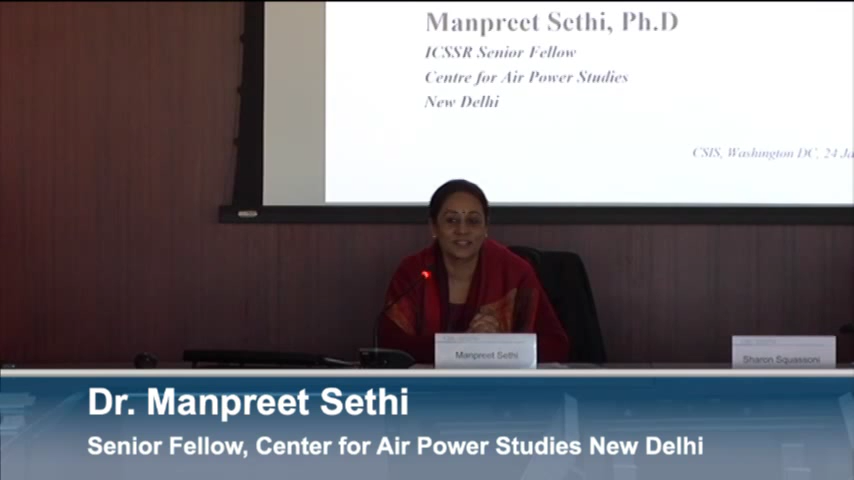 Manpreet Sethi, Ph.D
ICSSR Senior Fellow
Centre for Air Power Studies
New Delhi
CSIS, Washington DC, 24 Ja
Manpreet Sethi
Sharon Squassoni
Dr. Manpreet Sethi
Senior Fellow, Center for Air Power Studies New Delhi